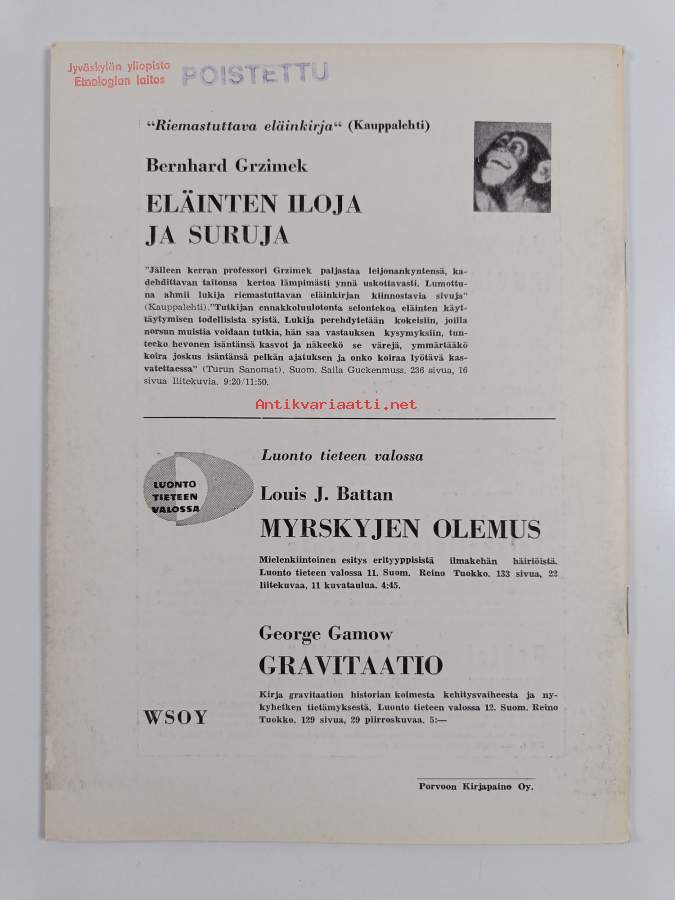 Jyväskylän yliopisto
Etnologian laitos
POISTETTU
“Riemastuttava eläinkirja“ (Kauppalehti)
Bernhard Grzimek
ELÄINTEN ILOJA
JA SURUJA
"Jälleen kerran professori Grzimek paljastaa leijonankyntensä, ka-
dehdittavan taitonsa kertoa lämpimästi ynnä uskottavasti. Lumottu-
na ahmii lukija riemastuttavan eläinkirjan kiinnostavia sivuja"
(Kauppalehti)."Tutkijan ennakkoluulotonta selontekoa eläinten käyt-
täytymisen todellisista syistä. Lukija perehdytetään kokeisiin, joilla
norsun muistia voidaan tutkia, hän saa vastauksen kysymyksiin, tun-
teeko hevonen isäntänsä kasvot ja näkeekö se värejä, ymmärtääkö
koira joskus isäntänsä pelkän ajatuksen ja onko koiraa lyötävä kas-
vatettaessa" (Turun Sanomat). Suom. Saila Guckenmuss. 236 sivua, 16
sivua liitekuvia. 9:20/11:50.
Antikvariaatti.net
LUONTO
TIETEEN
VALOSSA
Luonto tieteen valossa
Louis J. Battan
MYRSKYJEN OLEMUS
Mielenkiintoinen esitys erityyppisistä ilmakehän häiriöistä.
Luonto tieteen valossa 11. Suom. Reino Tuokko. 133 sivua, 22
liitekuvaa, 11 kuvataulua. 4:45.
George Gamow
GRAVITAATIO
Kirja gravitaation historian kolmesta kehitysvaiheesta ja ny-
kyhetken tietämyksestä. Luonto tieteen valossa 12. Suom. Reino
Tuokko. 129 sivua, 29 piirroskuvaa. 5:—
WSOY
Porvoon Kirjapaino Oy.